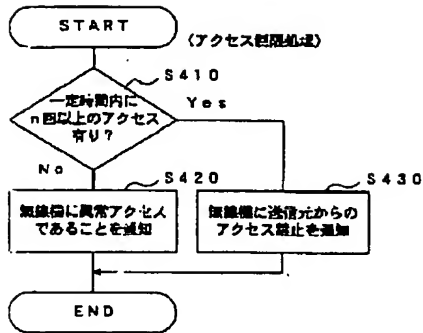 START
(アクセス制限処理)
S410
一定時間内に
n回以上のアクセス
有り?
Yes
No
S420
S430
無線機に異常アクセス
であることを通知
無線機に送信元からの
アクセス禁止を通知
END